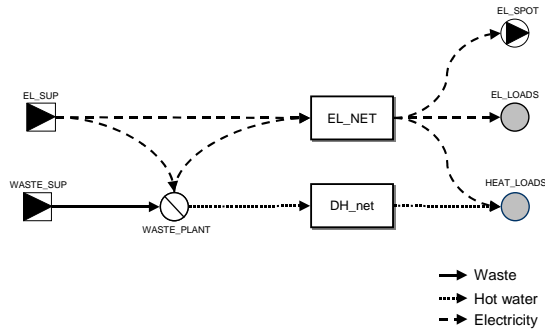 EL_SPOT
EL_SUP
EL_LOADS
EL_NET
WASTE_SUP
HEAT_LOADS
DH_net
WASTE_PLANT
Waste
Hot water
Electricity